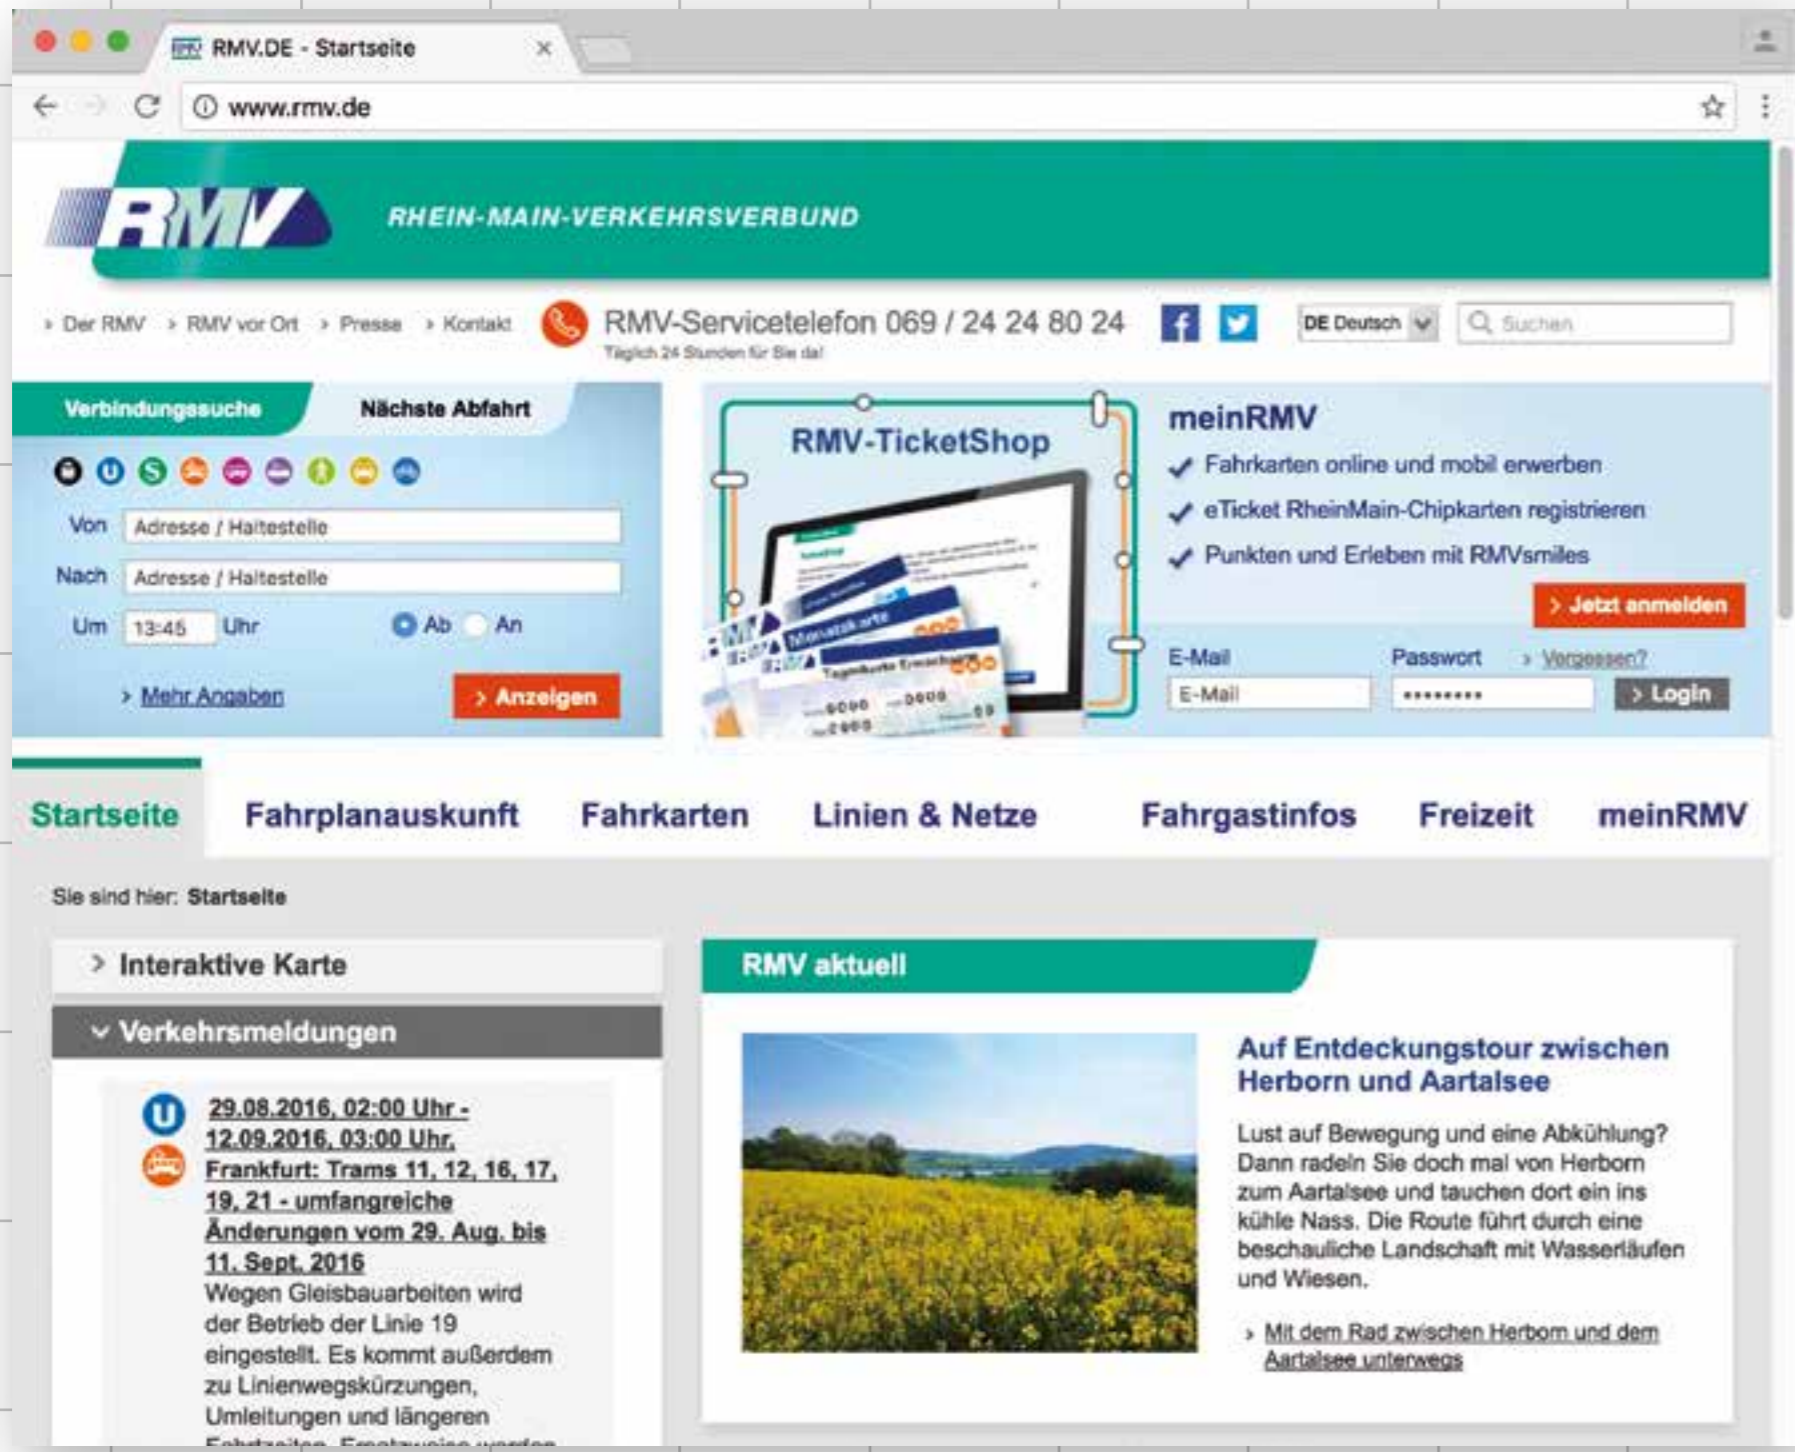 RMV.DE - Startseite
www.rmv.de
RMV
RHEIN-MAIN-VERKEHRSVERBUND
Der RMV
RMV vor Ort
Presse
Kontakt
RMV-Servicetelefon 069 / 24 24 80 24
Täglich 24 Stunden für Sie da!
DE Deutsch
Suchen
Verbindungssuche
Nächste Abfahrt
Von Adresse / Haltestelle
Nach Adresse / Haltestelle
Um 13:45 Uhr
Ab An
> Mehr Angaben
> Anzeigen
RMV-TicketShop
Monatskarte
meinRMV
Fahrkarten online und mobil erwerben
eTicket RheinMain-Chipkarten registrieren
Punkten und Erleben mit RMVsmiles
> Jetzt anmelden
E-Mail
Passwort
> Vergessen?
E-Mail
> Login
Startseite
Fahrplanauskunft
Fahrkarten
Linien & Netze
Fahrgastinfos
Freizeit
meinRMV
Sie sind hier: Startseite
> Interaktive Karte
Verkehrsmeldungen
29.08.2016, 02:00 Uhr -
12.09.2016, 03:00 Uhr,
Frankfurt: Trams 11, 12, 16, 17,
19, 21 - umfangreiche
Änderungen vom 29. Aug. bis
11. Sept. 2016
Wegen Gleisbauarbeiten wird
der Betrieb der Linie 19
eingestellt. Es kommt außerdem
zu Linienwegskürzungen,
Umleitungen und längeren
RMV aktuell
Auf Entdeckungstour zwischen
Herborn und Aartalsee
Lust auf Bewegung und eine Abkühlung?
Dann radeln Sie doch mal von Herborn
zum Aartalsee und tauchen dort ein ins
kühle Nass. Die Route führt durch eine
beschauliche Landschaft mit Wasserläufen
und Wiesen.
> Mit dem Rad zwischen Herborn und dem
Aartalsee unterwegs